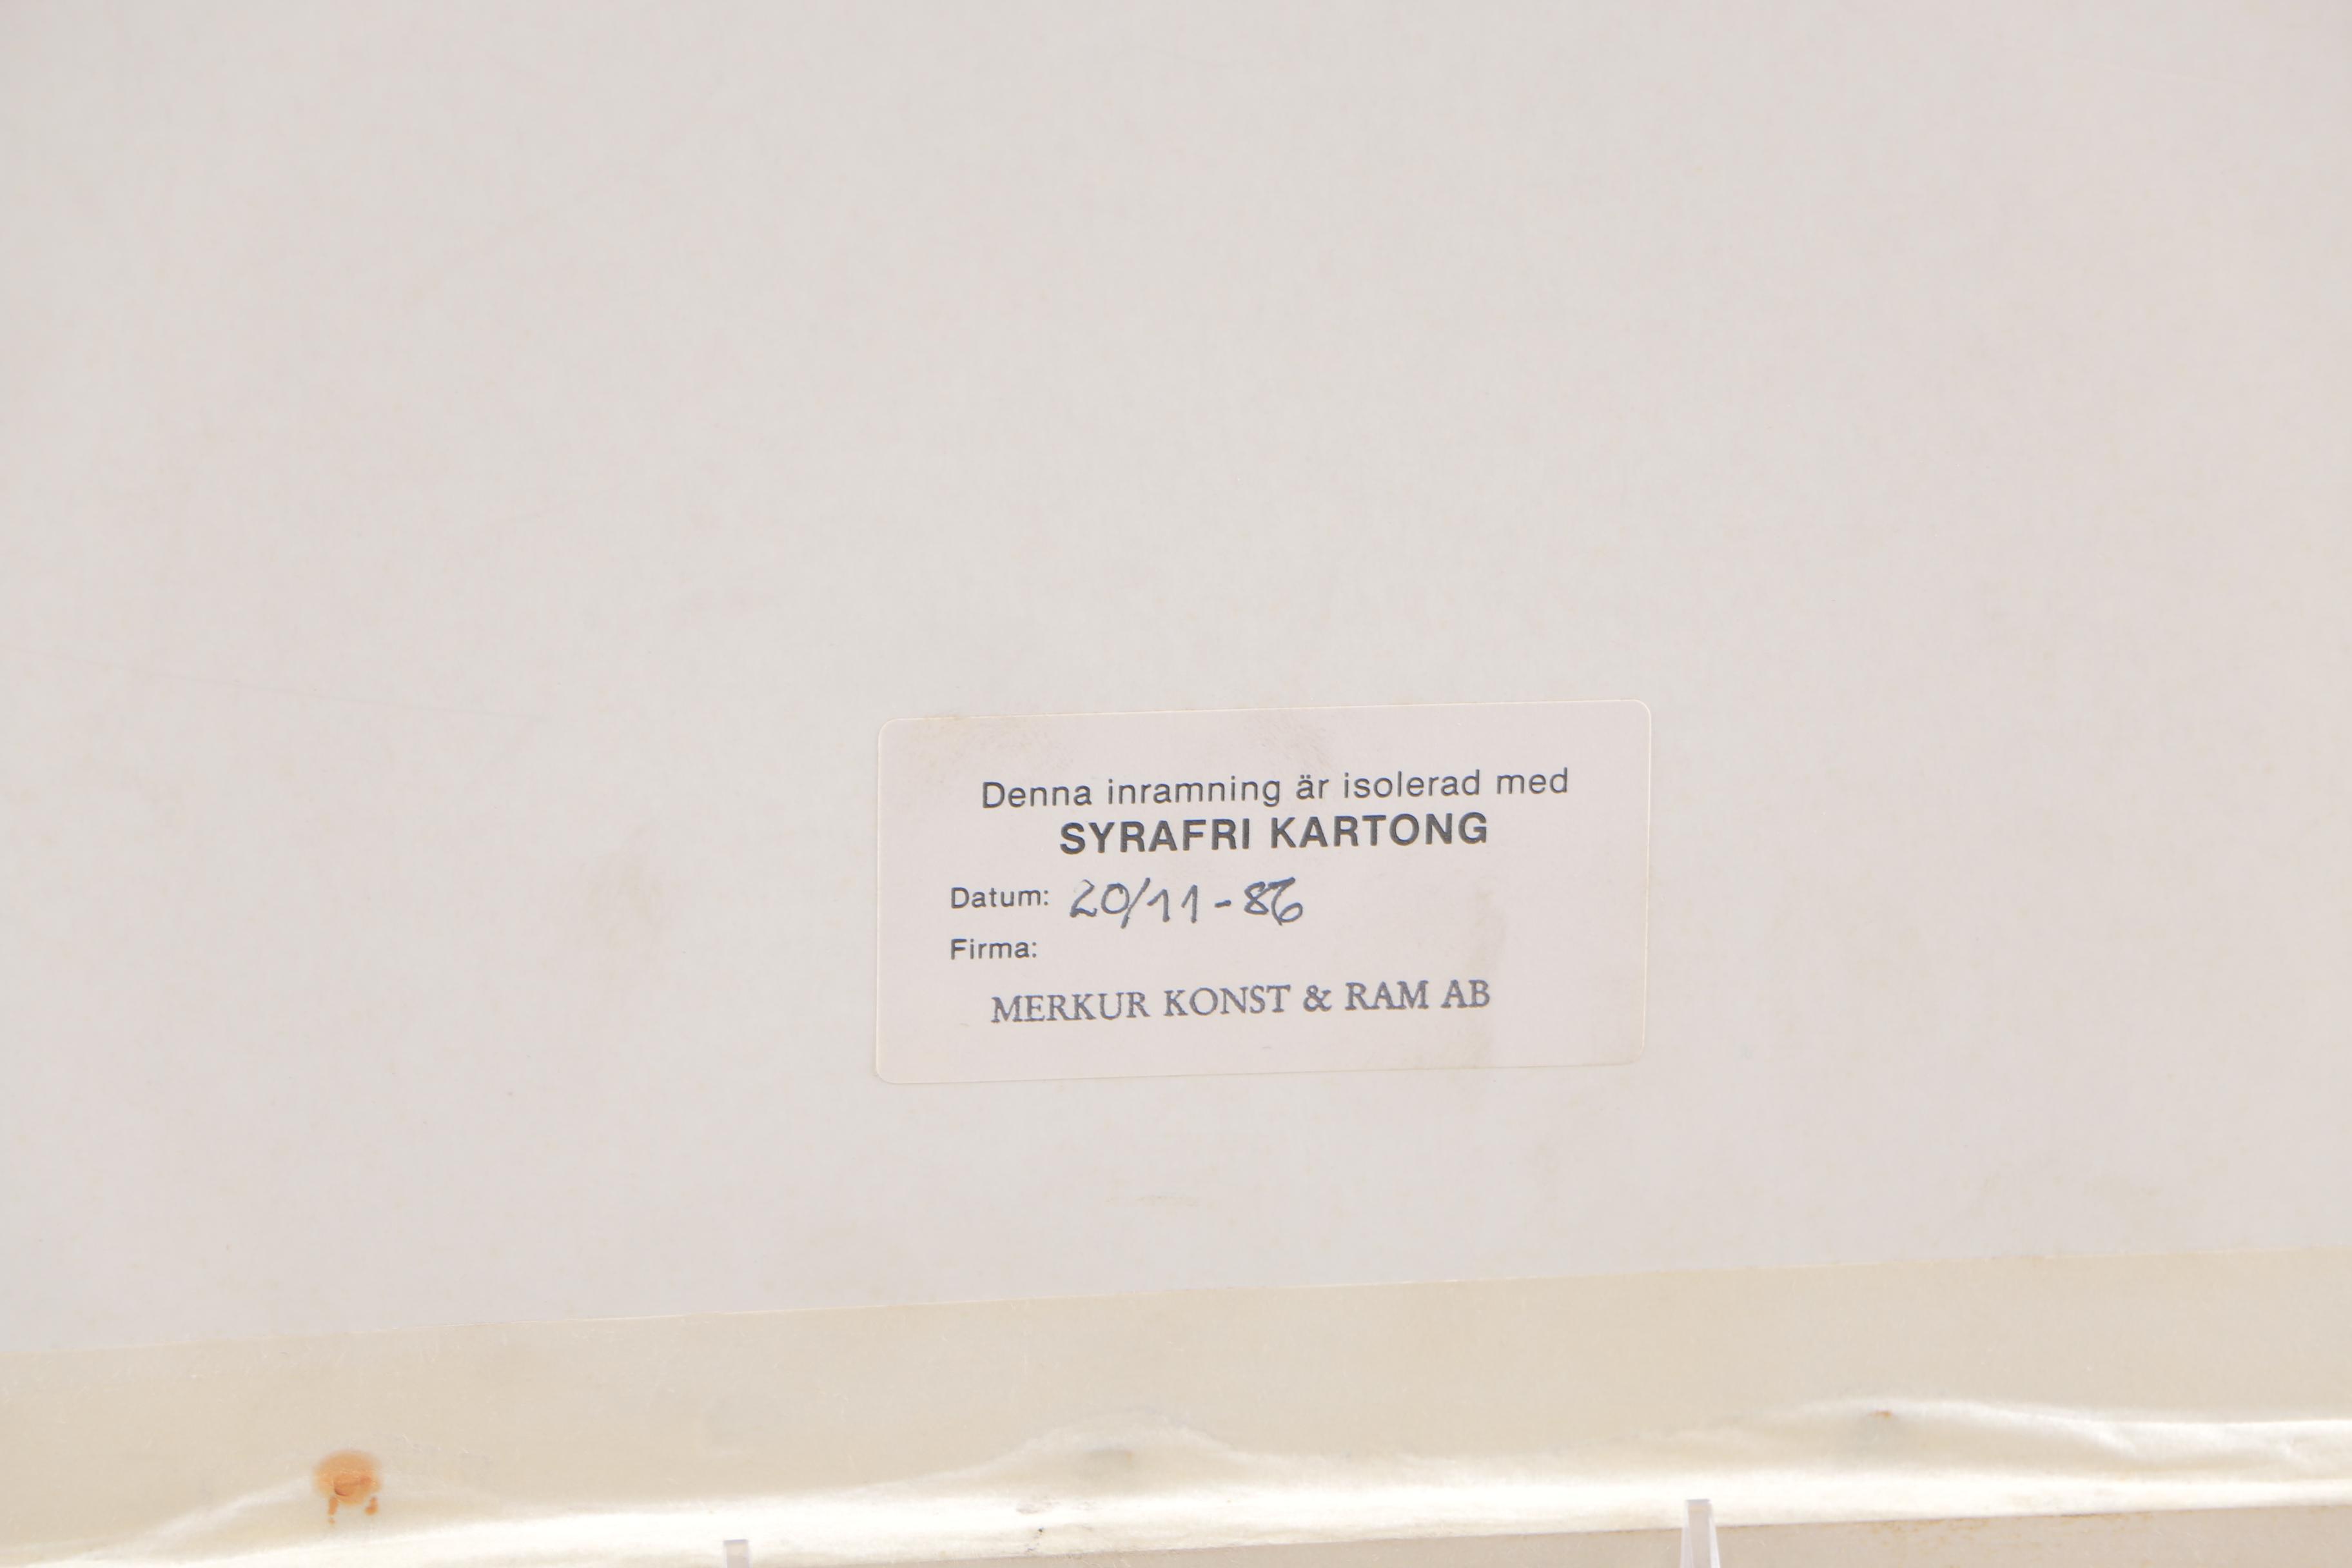 Denna inramning är isolerad med
SYRAFRI KARTONG
Datum: 20/11-86
Firma:
MERKUR KONST & RAM AB